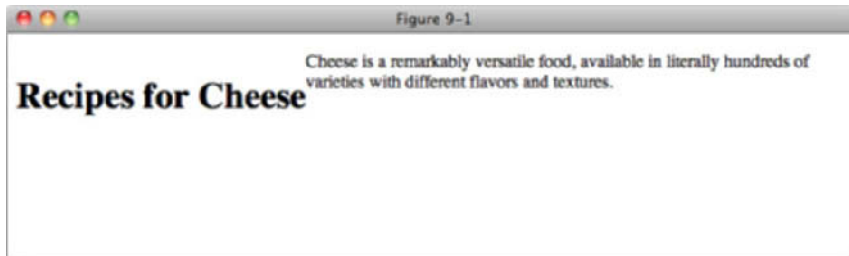 Figure 9-1
Recipes for Cheese
Cheese is a remarkably versatile food, available in literally hundreds of
varieties with different flavors and textures.